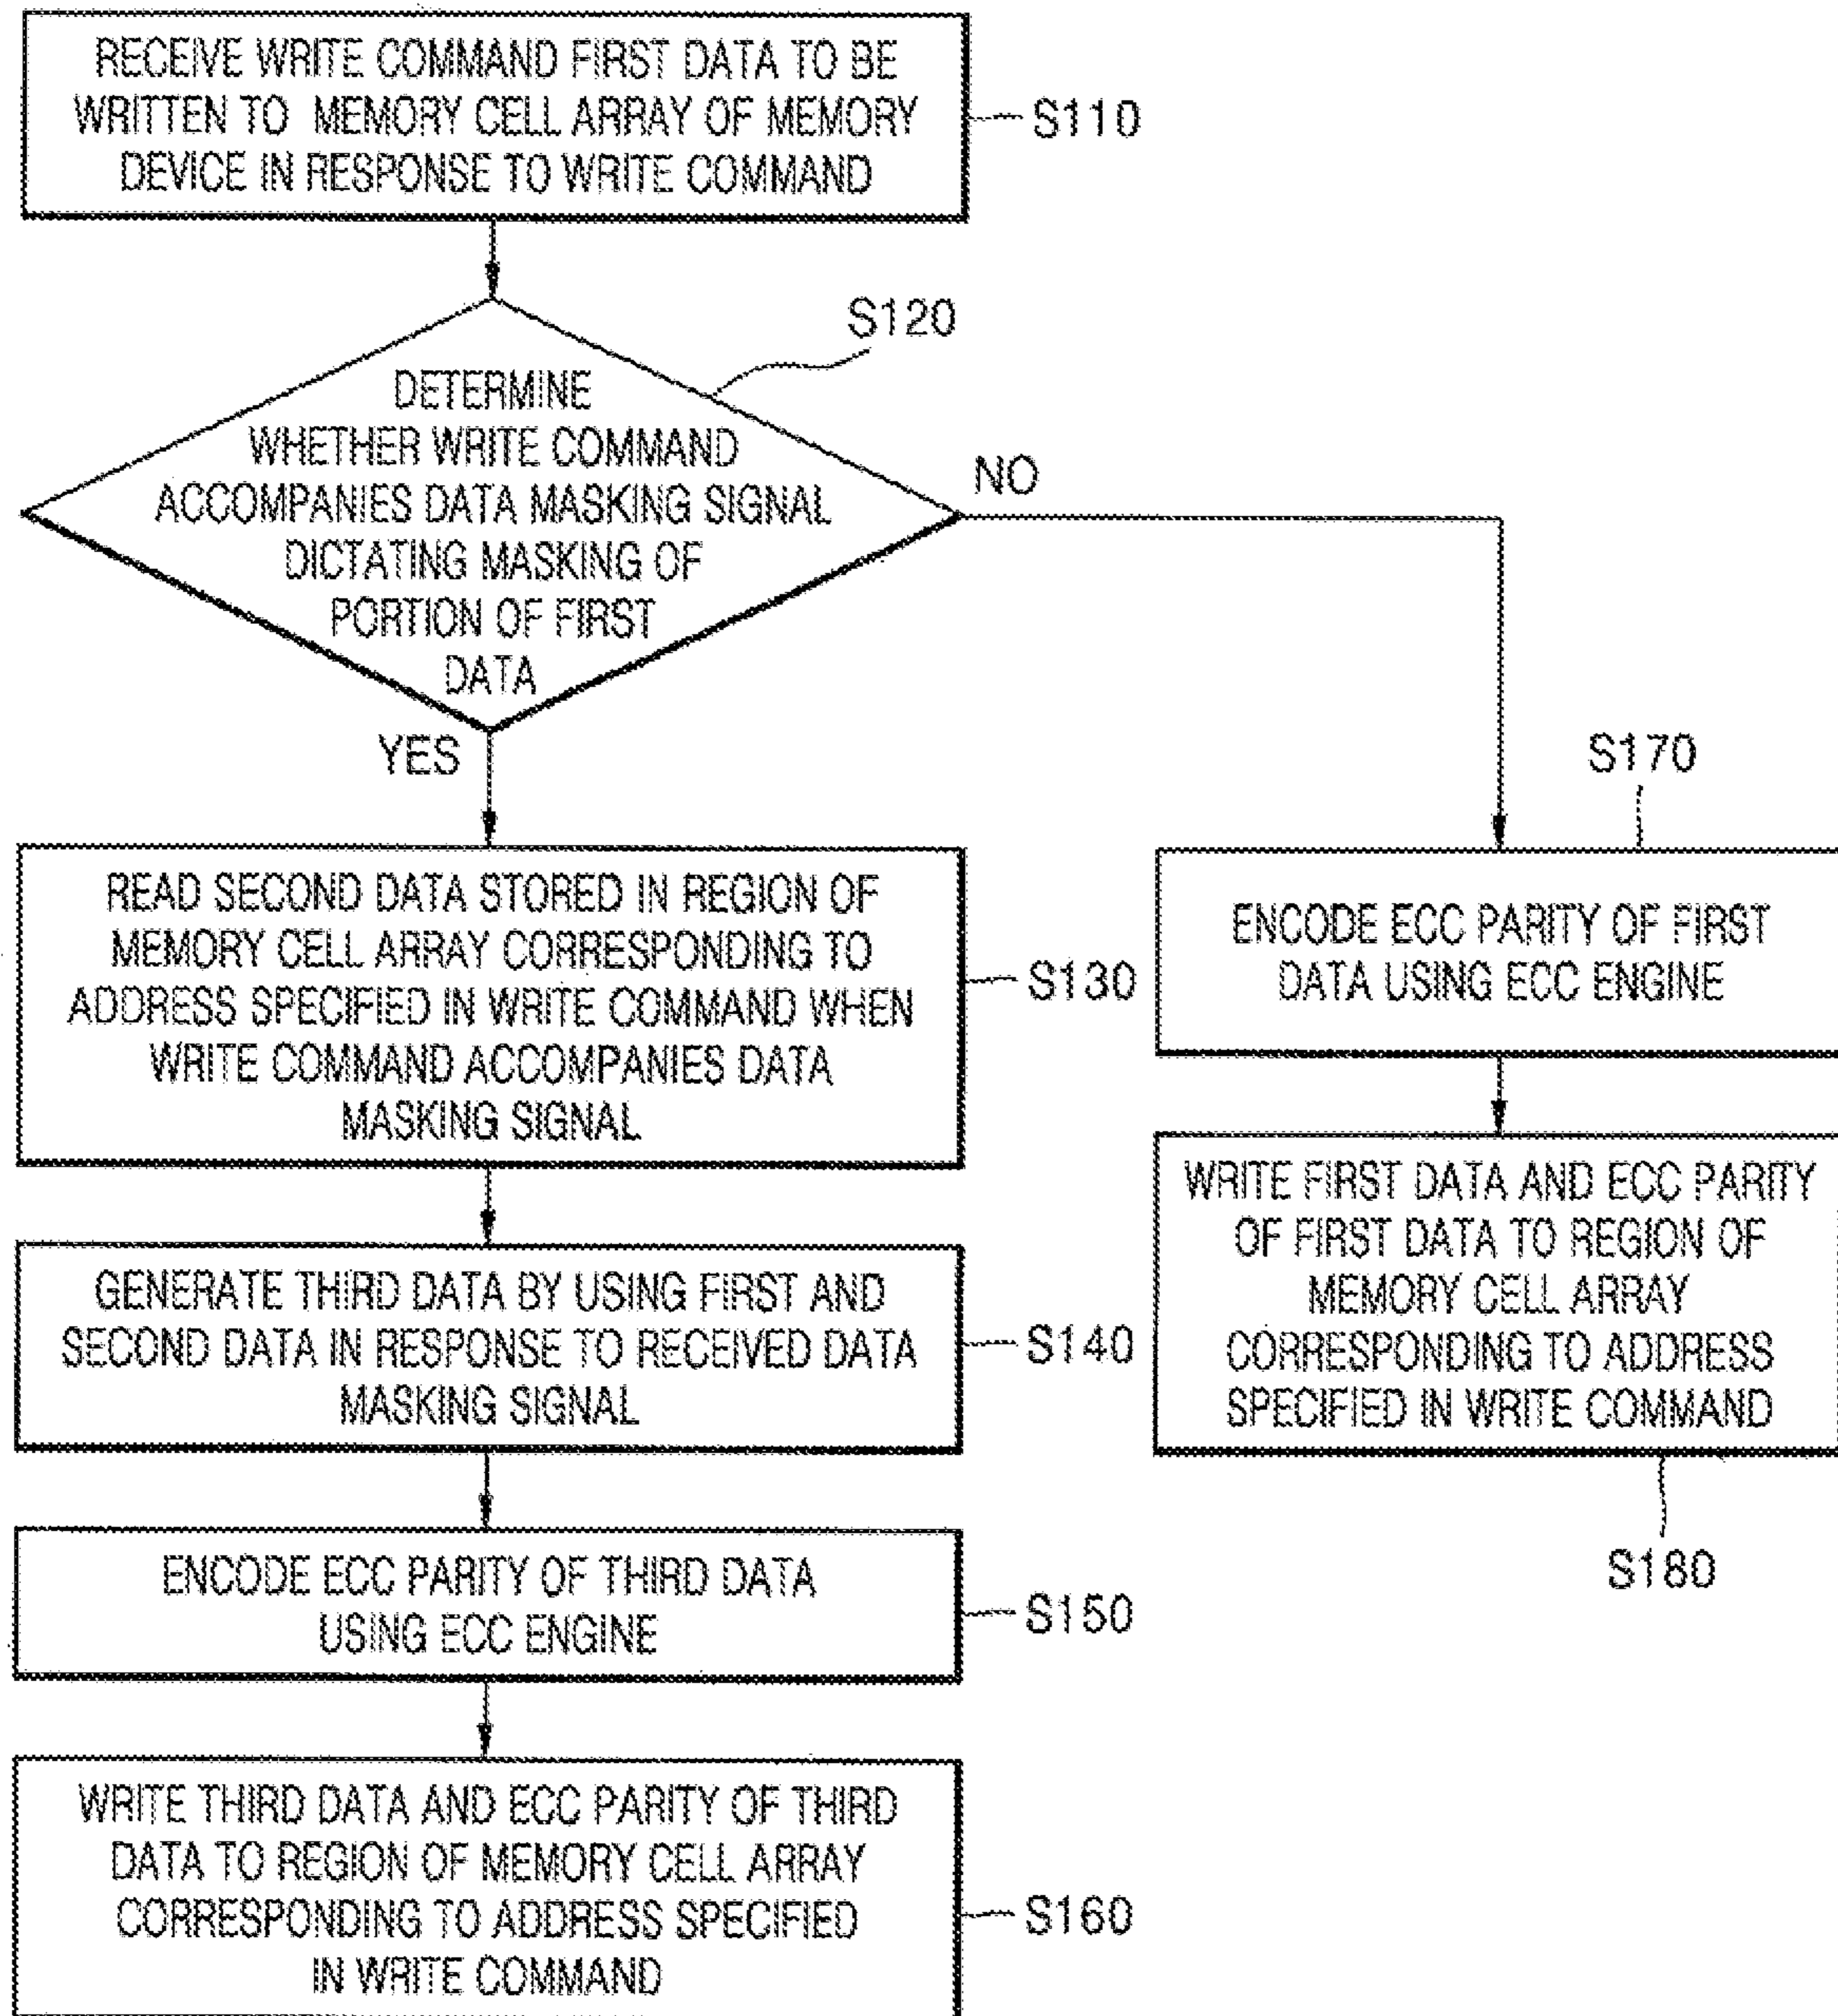 RECEIVE WRITE COMMAND FIRST DATA TO BE
WRITTEN TO MEMORY CELL ARRAY OF MEMORY
DEVICE IN RESPONSE TO WRITE COMMAND
S110
S120
DETERMINE
WHETHER WRITE COMMAND
ACCOMPANIES DATA MASKING SIGNAL
DICTATING MASKING OF
PORTION OF FIRST
DATA
NO
YES
READ SECOND DATA STORED IN REGION OF
MEMORY CELL ARRAY CORRESPONDING TO
ADDRESS SPECIFIED IN WRITE COMMAND WHEN
WRITE COMMAND ACCOMPANIES DATA
MASKING SIGNAL
S130
GENERATE THIRD DATA BY USING FIRST AND
SECOND DATA IN RESPONSE TO RECEIVED DATA
MASKING SIGNAL
S140
ENCODE ECC PARITY OF THIRD DATA
USING ECC ENGINE
S150
WRITE THIRD DATA AND ECC PARITY OF THIRD
DATA TO REGION OF MEMORY CELL ARRAY
CORRESPONDING TO ADDRESS SPECIFIED
IN WRITE COMMAND
S160
S170
ENCODE ECC PARITY OF FIRST
DATA USING ECC ENGINE
WRITE FIRST DATA AND ECC PARITY
OF FIRST DATA TO REGION OF
MEMORY CELL ARRAY
CORRESPONDING TO ADDRESS
SPECIFIED IN WRITE COMMAND
S180